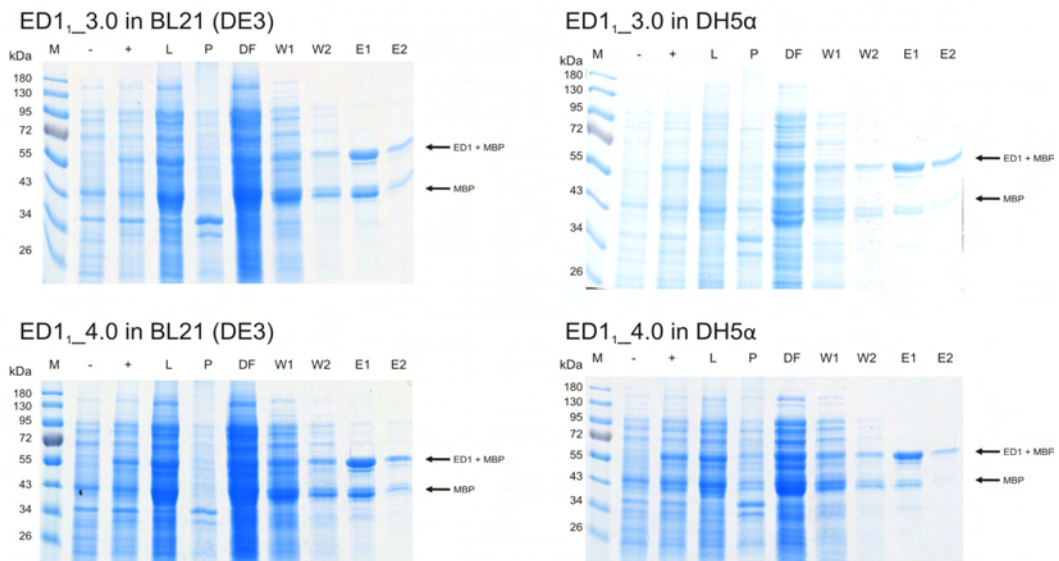 ED1₁_3.0 in BL21 (DE3)
kDa M - + L P DF W1 W2 E1 E2
180
130
95
72
55
43
34
26
ED1 + MBP
MBP
ED1₁_3.0 in DH5α
kDa M - + L P DF W1 W2 E1 E2
180
130
95
72
55
43
34
26
ED1 + MBP
MBP
ED1₁_4.0 in BL21 (DE3)
kDa M - + L P DF W1 W2 E1 E2
180
130
95
72
55
43
34
26
ED1 + MBP
MBP
ED1₁_4.0 in DH5α
kDa M - + L P DF W1 W2 E1 E2
180
130
95
72
55
43
34
26
ED1 + MBP
MBP